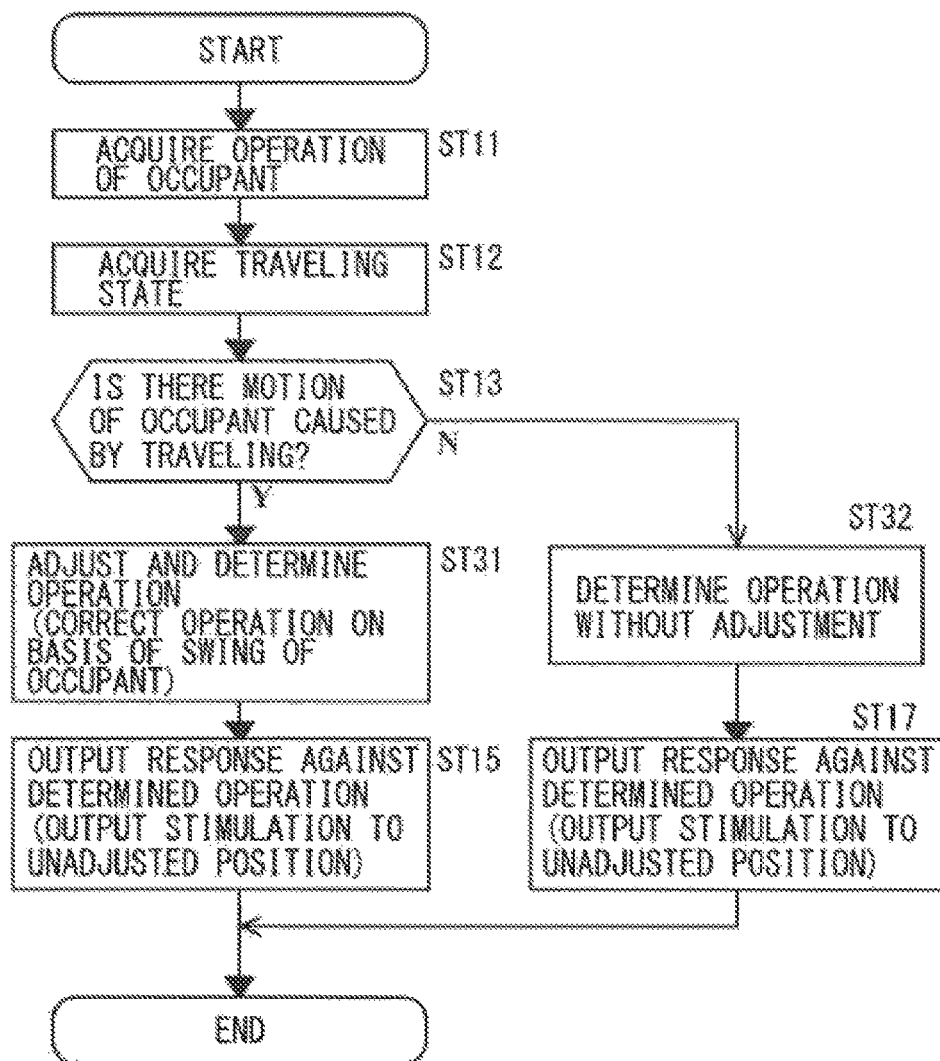 START
ACQUIRE OPERATION
OF OCCUPANT
ST11
ACQUIRE TRAVELING
STATE
ST12
IS THERE MOTION
OF OCCUPANT CAUSED
BY TRAVELING?
ST13
N
Y
ADJUST AND DETERMINE
OPERATION
(CORRECT OPERATION ON
BASIS OF SWING OF
OCCUPANT)
ST31
ST32
DETERMINE OPERATION
WITHOUT ADJUSTMENT
OUTPUT RESPONSE AGAINST
DETERMINED OPERATION
(OUTPUT STIMULATION TO
UNADJUSTED POSITION)
ST15
ST17
OUTPUT RESPONSE AGAINST
DETERMINED OPERATION
(OUTPUT STIMULATION TO
UNADJUSTED POSITION)
END